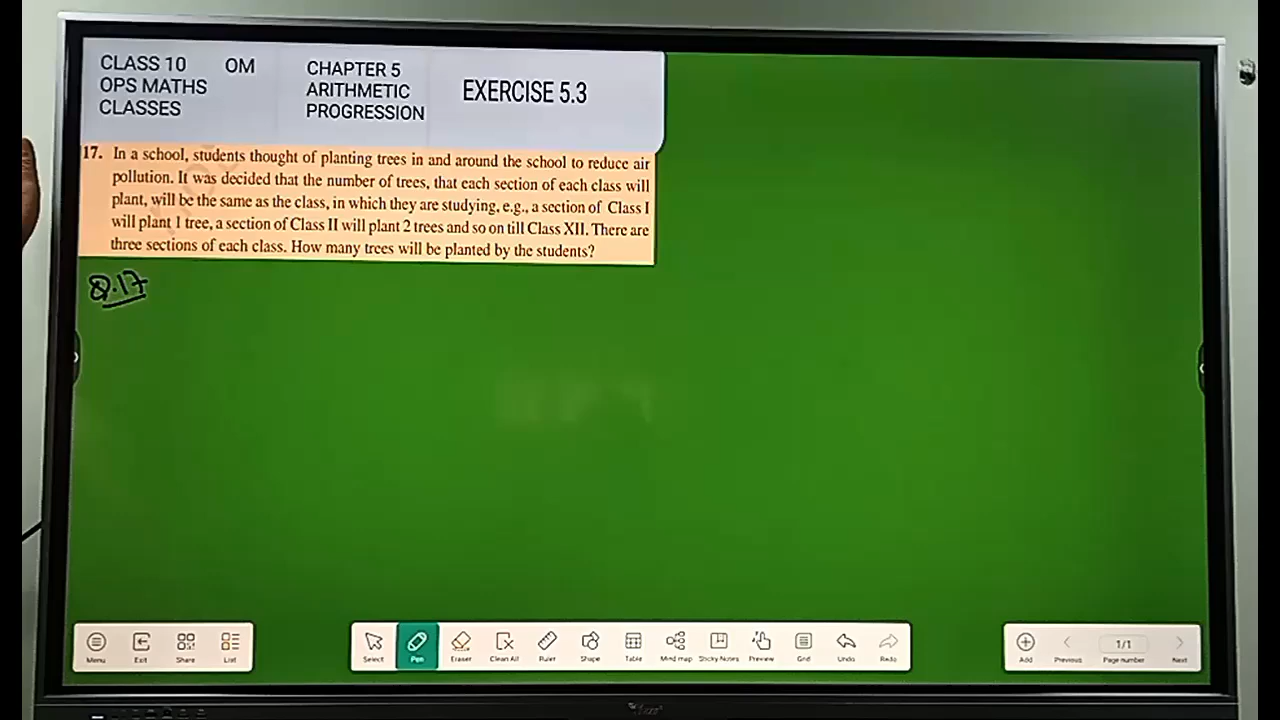 CLASS 10 OM
OPS MATHS
CLASSES
CHAPTER 5
ARITHMETIC
PROGRESSION
EXERCISE 5.3
17. In a school, students thought of planting trees in and around the school to reduce air
pollution. It was decided that the number of trees, that each section of each class will
plant, will be the same as the class, in which they are studying, e.g., a section of Class I
will plant 1 tree, a section of Class II will plant 2 trees and so on till Class XII. There are
three sections of each class. How many trees will be planted by the students?
Q.17
Menu Exit Share List
Select Pen Eraser Clean All Ruler Shape Table Mind map Sticky Notes Preview Grid Undo Redo
Add Previous 1/1 Page number Next